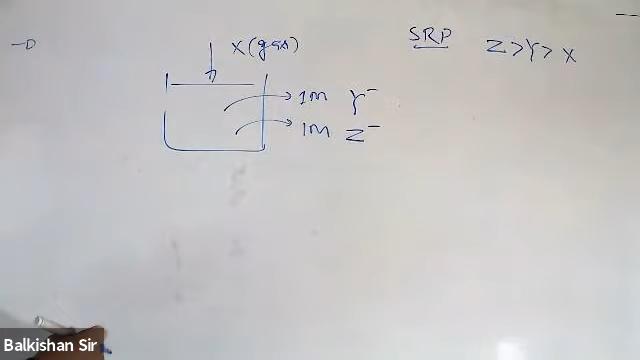 X (gas)
SRP Z > Y > X
1M Y⁻
1M Z⁻
Balkishan Sir